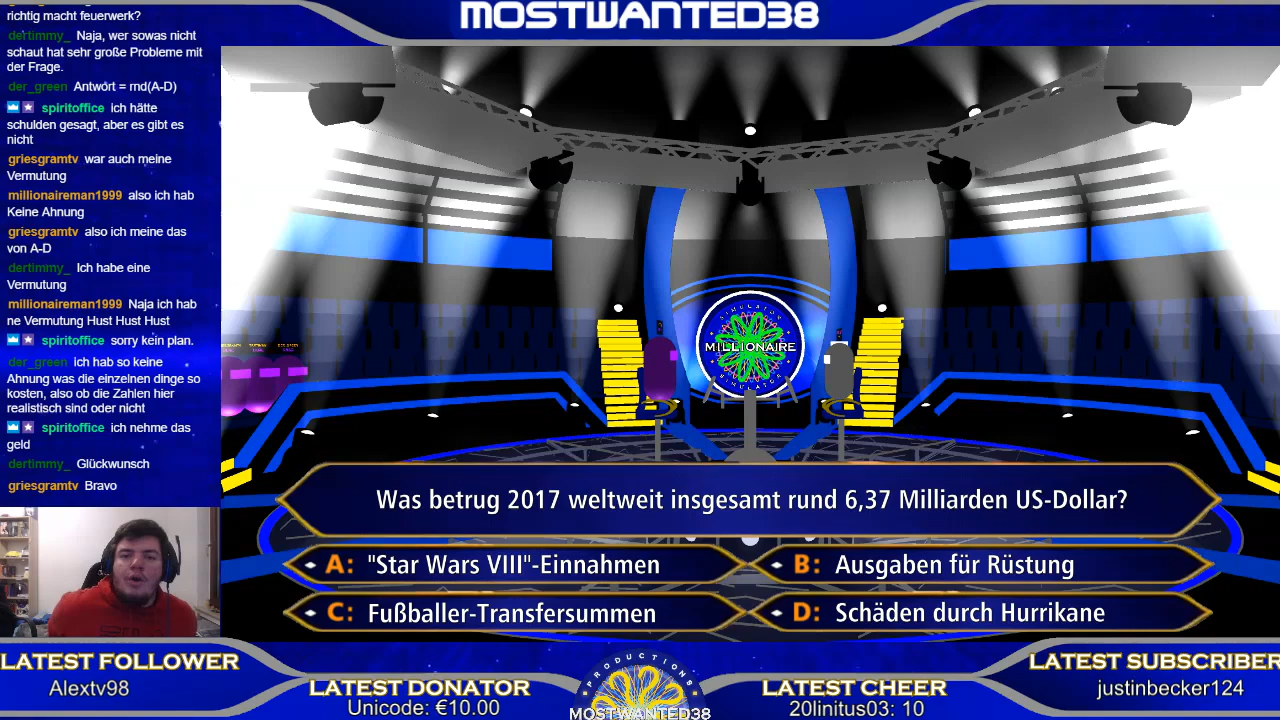 MOSTWANTED38
richtig macht feuerwerk?
dertimmy_ Naja, wer sowas nicht
schaut hat sehr große Probleme mit
der Frage.
der_green Antwort = rnd(A-D)
spiritoffice ich hätte
schulden gesagt, aber es gibt es
nicht
griesgramtv war auch meine
Vermutung
millionaireman1999 also ich hab
Keine Ahnung
griesgramtv also ich meine das
von A-D
dertimmy_ Ich habe eine
Vermutung
millionaireman1999 Naja ich hab
ne Vermutung Hust Hust Hust
spiritoffice sorry kein plan.
der_green ich hab so keine
Ahnung was die einzelnen dinge so
kosten, also ob die Zahlen hier
realistisch sind oder nicht
spiritoffice ich nehme das
geld
dertimmy_ Glückwunsch
griesgramtv Bravo
SIMULATOR
MILLIONAIRE
SIMULATOR
Was betrug 2017 weltweit insgesamt rund 6,37 Milliarden US-Dollar?
A: "Star Wars VIII"-Einnahmen
B: Ausgaben für Rüstung
C: Fußballer-Transfersummen
D: Schäden durch Hurrikane
LATEST FOLLOWER
Alextv98
LATEST DONATOR
Unicode: €10.00
PRODUCTIONS
MOSTWANTED38
LATEST CHEER
20linitus03: 10
LATEST SUBSCRIBER
justinbecker124